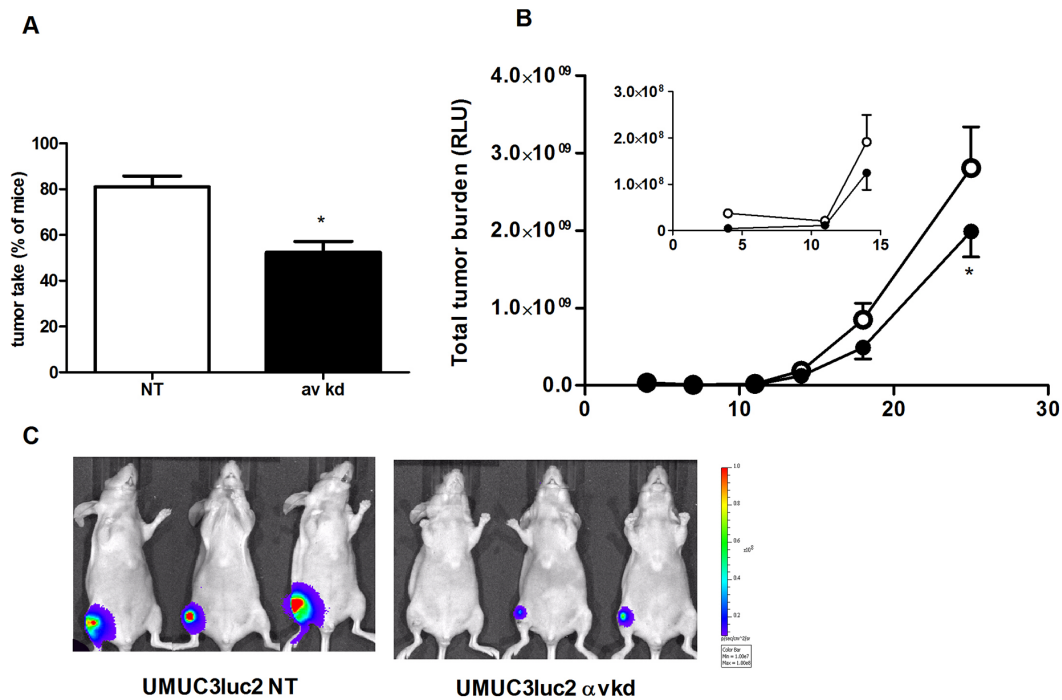 A
tumor take (% of mice)
100
80
60
40
20
0
*
NT
av kd
B
Total tumor burden (RLU)
4.0×10⁰⁹
3.0×10⁰⁹
2.0×10⁰⁹
1.0×10⁰⁹
0.0
0
10
20
30
*
3.0×10⁸
2.0×10⁸
1.0×10⁸
0
0
5
10
15
C
UMUC3luc2 NT
UMUC3luc2 αvkd
1.0
0.8
0.6
0.4
0.2
Color Bar
Min = 1.00e7
Max = 1.00e8